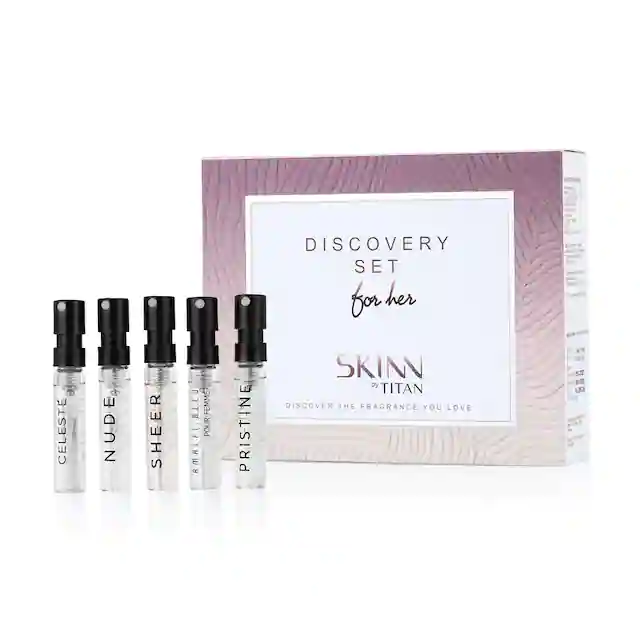 DISCOVERY
SET
for her
SKINN
BY TITAN
DISCOVER THE FRAGRANCE YOU LOVE
CELESTÉ
NUDE
SHEER
AMALFI BLEU
POUR FEMME
PRISTINE